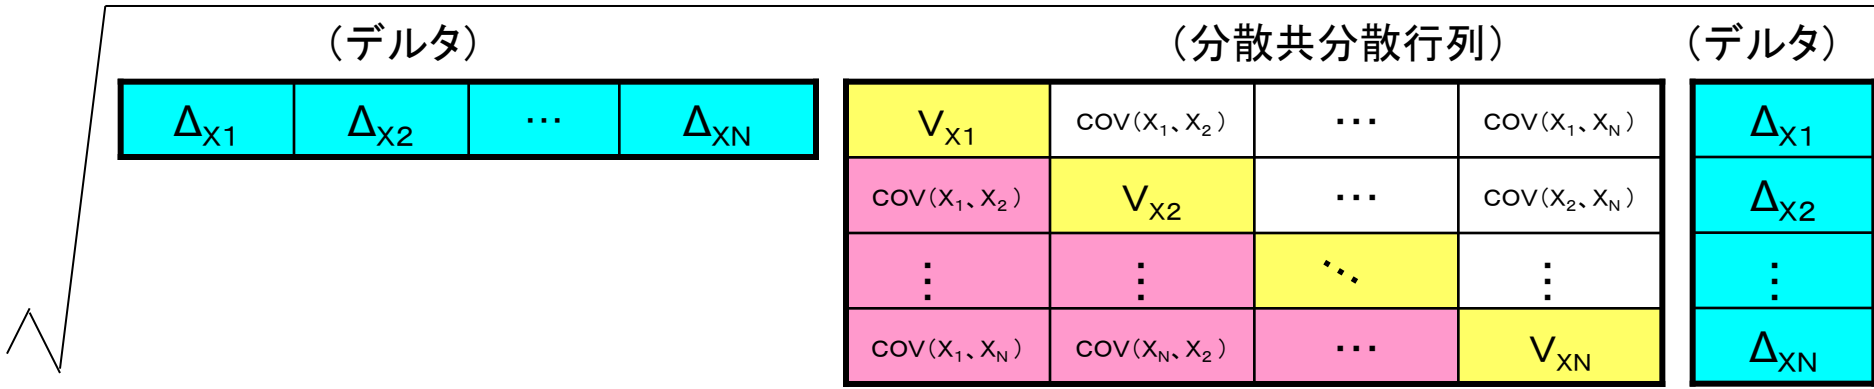 （デルタ） （分散共分散行列） （デルタ）
ΔX1 ΔX2 … ΔXN VX1 COV(X1、X2) … COV(X1、XN) ΔX1
COV(X1、X2) VX2 … COV(X2、XN) ΔX2
⋮ ⋮ ⋱ ⋮ ⋮
COV(X1、XN) COV(XN、X2) … VXN ΔXN